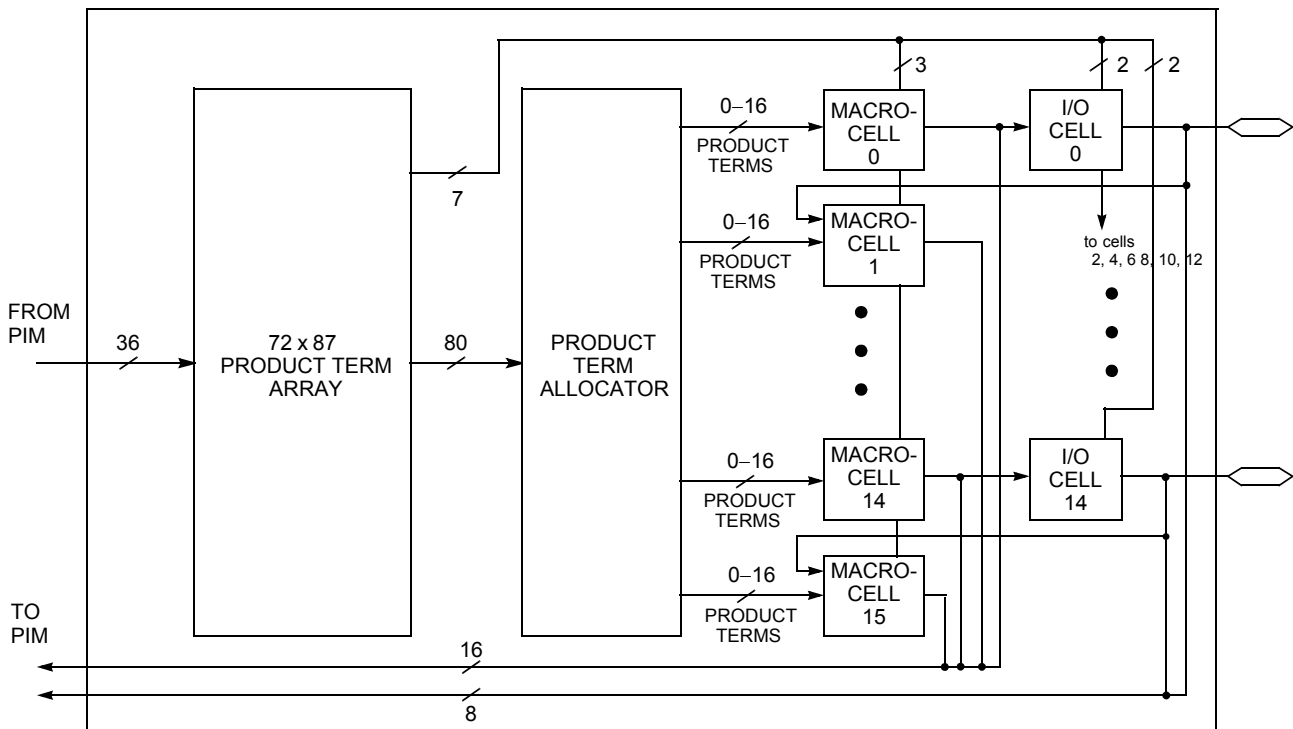 3
2
2
0–16
PRODUCT
TERMS
MACRO-
CELL
0
I/O
CELL
0
7
0–16
PRODUCT
TERMS
MACRO-
CELL
1
to cells
2, 4, 6 8, 10, 12
FROM
PIM
36
72 x 87
PRODUCT TERM
ARRAY
80
PRODUCT
TERM
ALLOCATOR
0–16
PRODUCT
TERMS
MACRO-
CELL
14
I/O
CELL
14
0–16
PRODUCT
TERMS
MACRO-
CELL
15
TO
PIM
16
8